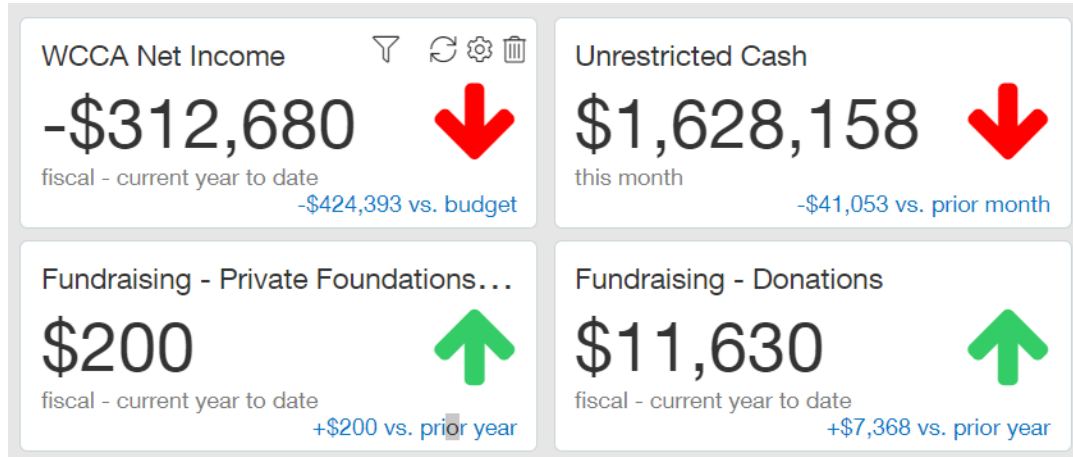 WCCA Net Income
-$312,680
fiscal - current year to date
-$424,393 vs. budget
Unrestricted Cash
$1,628,158
this month
-$41,053 vs. prior month
Fundraising - Private Foundations...
$200
fiscal - current year to date
+$200 vs. prior year
Fundraising - Donations
$11,630
fiscal - current year to date
+$7,368 vs. prior year